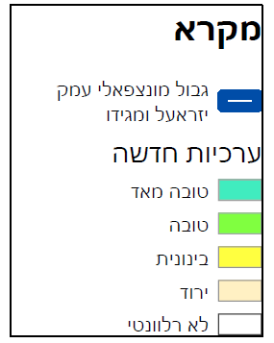 מקרא
גבול מונצפאלי עמק
יזראעל ומגידו
ערכיות חדשה
טובה מאד
טובה
בינונית
ירוד
לא רלוונטי